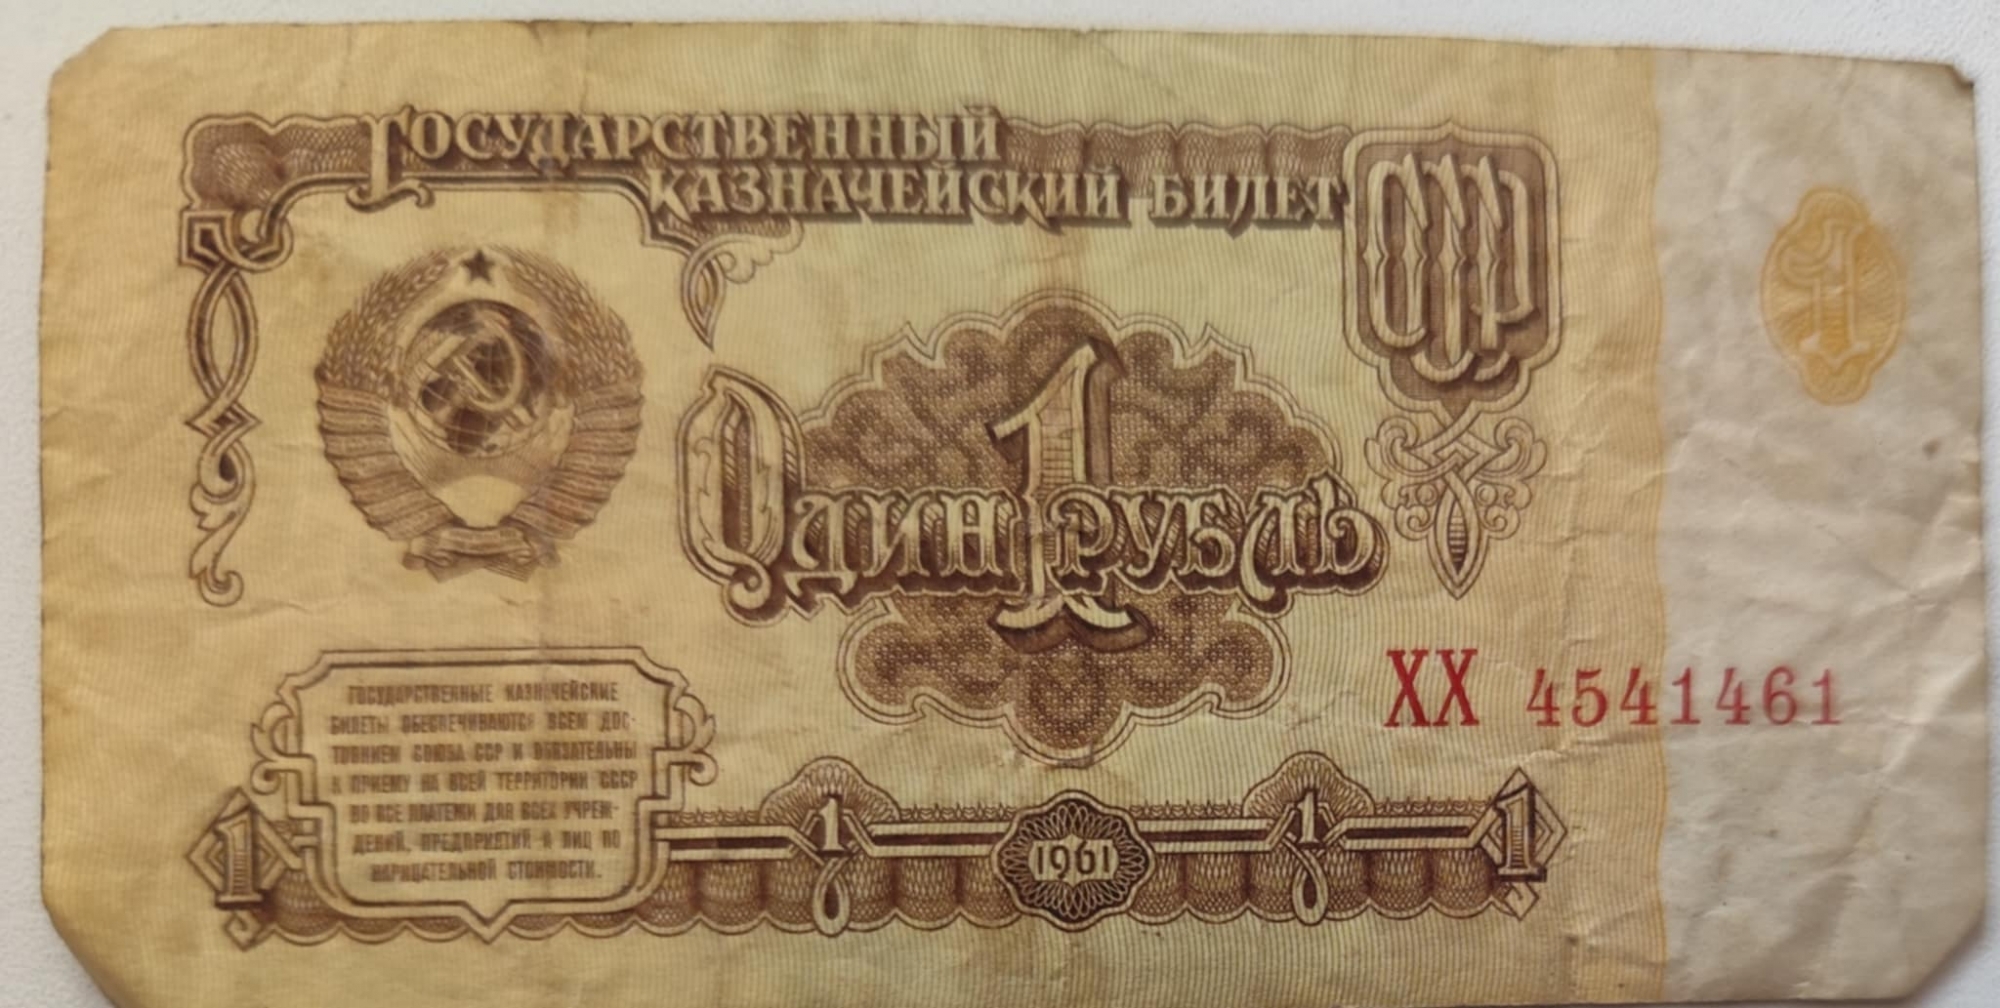 ГОСУДАРСТВЕННЫЙ
КАЗНАЧЕЙСКИЙ БИЛЕТ
СССР
1
1
ОДИН РУБЛЬ
ХХ 4541461
ГОСУДАРСТВЕННЫЕ КАЗНАЧЕЙСКИЕ
БИЛЕТЫ ОБЕСПЕЧИВАЮТСЯ ВСЕМ ДОС-
ТОЯНИЕМ СОЮЗА ССР И ОБЯЗАТЕЛЬНЫ
К ПРИЕМУ НА ВСЕЙ ТЕРРИТОРИИ СССР
ВО ВСЕ ПЛАТЕЖИ ДЛЯ ВСЕХ УЧРЕЖ-
ДЕНИЙ, ПРЕДПРИЯТИЙ И ЛИЦ ПО
НАРИЦАТЕЛЬНОЙ СТОИМОСТИ.
1 1 1961 1 1